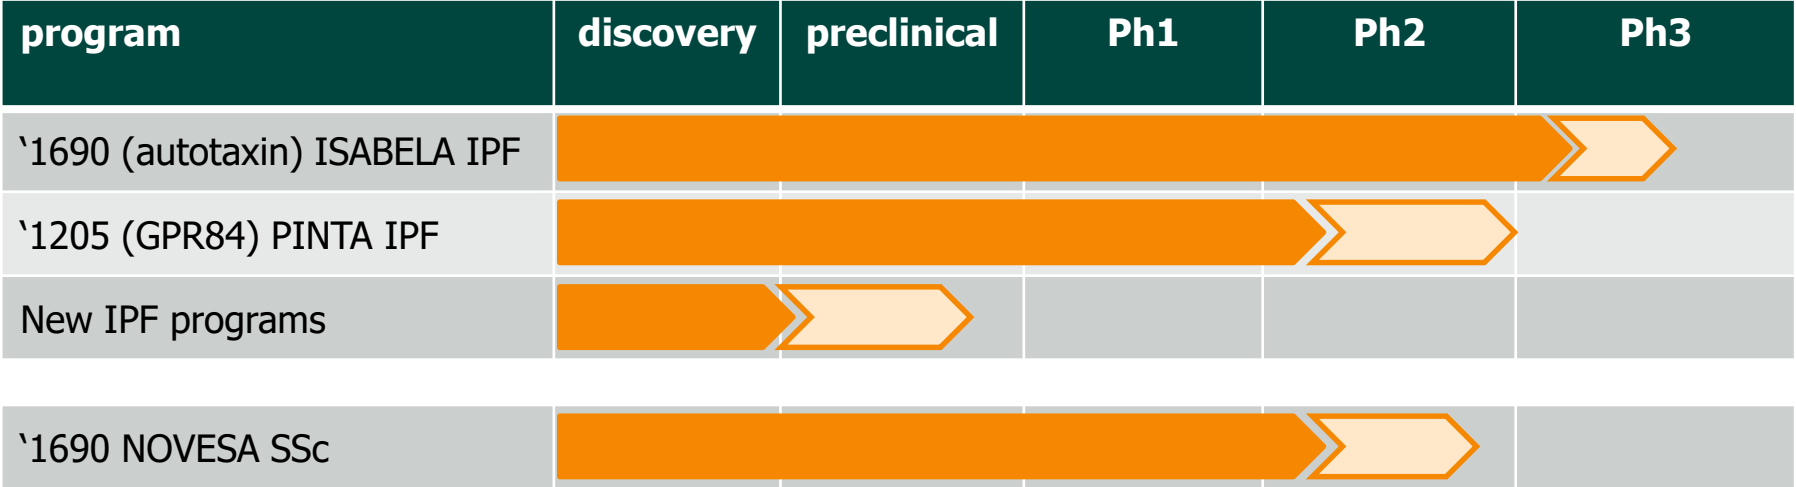 program discovery preclinical Ph1 Ph2 Ph3
‘1690 (autotaxin) ISABELA IPF
‘1205 (GPR84) PINTA IPF
New IPF programs
‘1690 NOVESA SSc